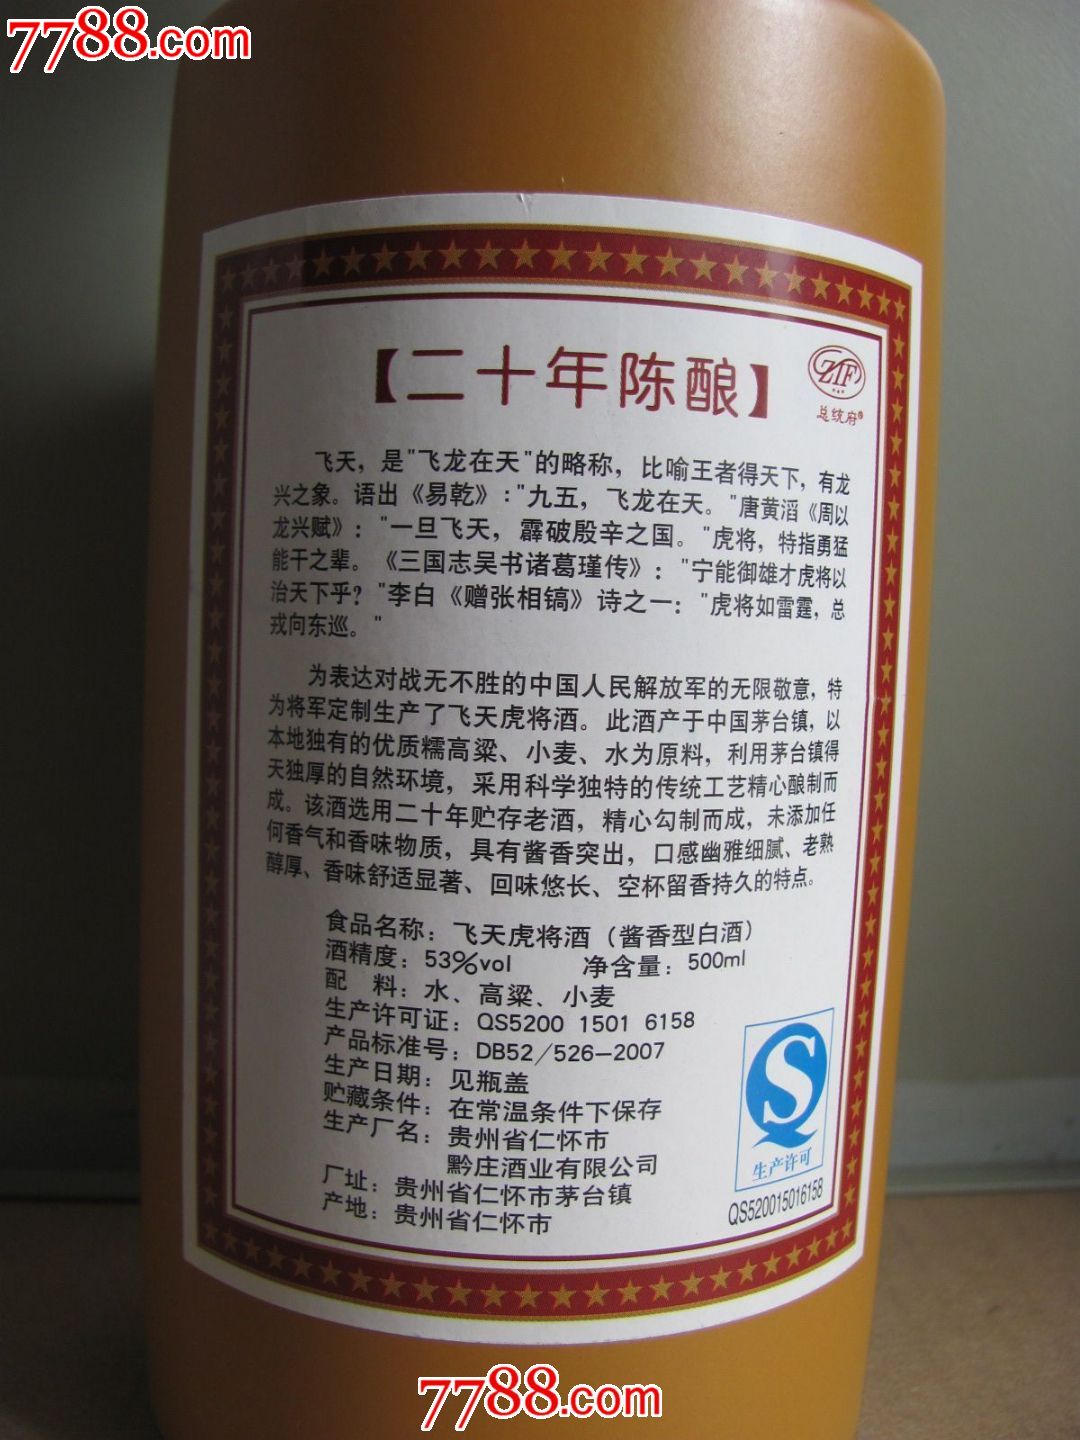 7788.com
【二十年陈酿】
ZTF
总统府®
飞天，是"飞龙在天"的略称，比喻王者得天下，有龙
兴之象。语出《易乾》："九五，飞龙在天。"唐黄滔《周以
龙兴赋》："一旦飞天，霹破殷辛之国。"虎将，特指勇猛
能干之辈。《三国志吴书诸葛瑾传》："宁能御雄才虎将以
治天下乎？"李白《赠张相镐》诗之一："虎将如雷霆，总
戎向东巡。"
为表达对战无不胜的中国人民解放军的无限敬意，特
为将军定制生产了飞天虎将酒。此酒产于中国茅台镇，以
本地独有的优质糯高粱、小麦、水为原料，利用茅台镇得
天独厚的自然环境，采用科学独特的传统工艺精心酿制而
成。该酒选用二十年贮存老酒，精心勾制而成，未添加任
何香气和香味物质，具有酱香突出，口感幽雅细腻、老熟
醇厚、香味舒适显著、回味悠长、空杯留香持久的特点。
食品名称：飞天虎将酒（酱香型白酒）
酒精度：53%vol 净含量：500ml
配 料：水、高粱、小麦
生产许可证：QS5200 1501 6158
产品标准号：DB52/526-2007
生产日期：见瓶盖
贮藏条件：在常温条件下保存
生产厂名：贵州省仁怀市
黔庄酒业有限公司
厂址：贵州省仁怀市茅台镇
产地：贵州省仁怀市
QS
生产许可
QS520015016158
7788.com